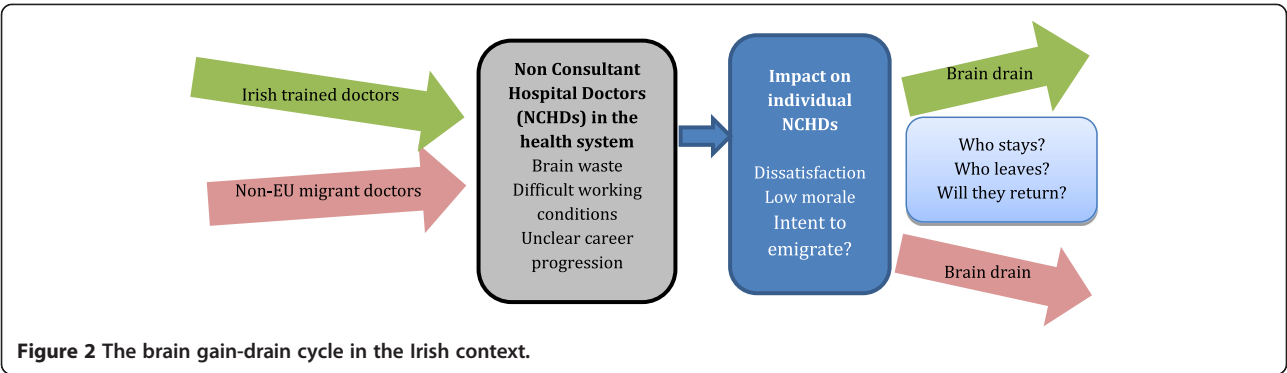 Irish trained doctors
Non-EU migrant doctors
Non Consultant
Hospital Doctors
(NCHDs) in the
health system
Brain waste
Difficult working
conditions
Unclear career
progression
Impact on
individual
NCHDs
Dissatisfaction
Low morale
Intent to
emigrate?
Brain drain
Who stays?
Who leaves?
Will they return?
Brain drain
Figure 2 The brain gain-drain cycle in the Irish context.